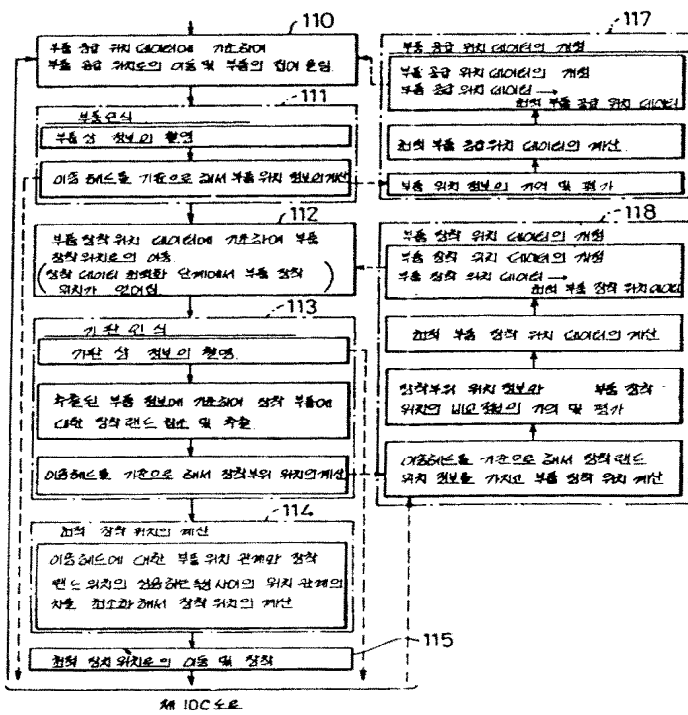 110
부품 공급 위치 데이터에 기초하여
부품 공급 위치로의 이동 및 부품의 집어 올림
111
부품인식
부품 상 정보의 촬영
이송헤드를 기준으로 해서 부품 위치 정보의계산
112
부품 장착 위치 데이터에 기초하여 부품
장착 위치로의 이동
(장착 데이터 최적화 단계에서 부품 장착
위치가 얻어짐)
113
기판 인식
기판 상 정보의 촬영
추출된 부품 정보에 기초하여 장착 부품에
대한 장착 랜드 탐소 및 추출
이송헤드를 기준으로 해서 장착부위 위치의계산
114
최적 장착 위치의 계산
이송헤드에 대한 부품 위치 관계와 장착
랜드 위치의 사이의 위치 관계의
차를 최소화 해서 장착 위치의 계산
115
최적 장치 위치로의 이동 및 장착
제 10C 도로
117
부품 공급 위치 데이터의 개정
부품 공급 위치 데이터의 개정
부품 공급 위치 데이터 →
최적 부품 공급 위치 데이터
최적 부품 공급위치 데이터의 계산
부품 위치 정보의 기억 및 평가
118
부품 장착 위치 데이터의 개정
부품 장착 위치 데이터의 개정
부품 장착 위치 데이터 →
최적 부품 장착 위치데이터
최적 부품 장착 위치 데이터의 계산
장착부위 위치 정보와 부품 장착
위치의 비교 정보의 기억 및 평가
이송헤드를 기준으로 해서 장착 랜드
위치 정보를 가지고 부품 장착 위치 계산